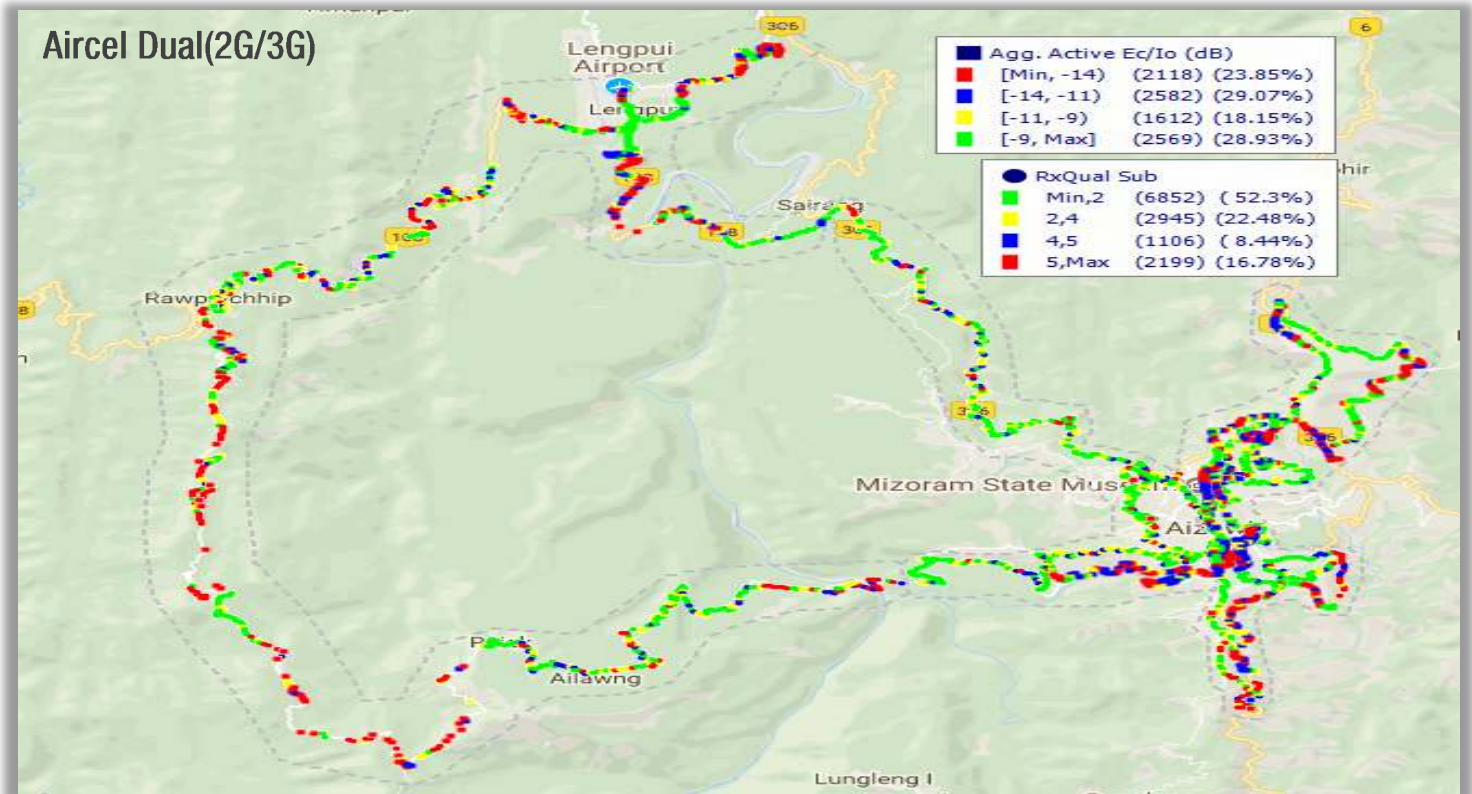 Aircel Dual(2G/3G)
Lengpui
Airport
306
6
Agg. Active Ec/Io (dB)
[Min, -14) (2118) (23.85%)
[-14, -11) (2582) (29.07%)
[-11, -9) (1612) (18.15%)
[-9, Max] (2569) (28.93%)
RxQual Sub
Min,2 (6852) ( 52.3%)
2,4 (2945) (22.48%)
4,5 (1106) ( 8.44%)
5,Max (2199) (16.78%)
Sairang
8
Mizoram State
Ailawng
Lungleng I